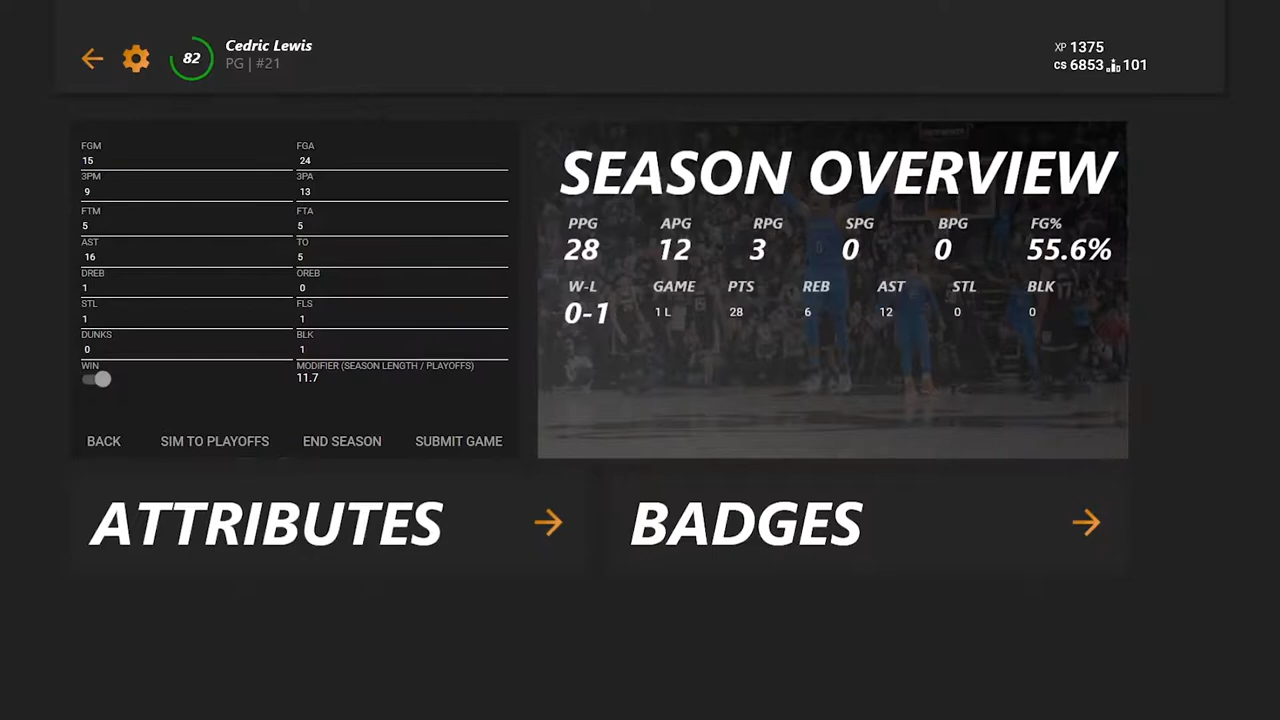 82
Cedric Lewis
PG | #21
XP 1375
CS 6853 101
FGM FGA
15 24
3PM 3PA
9 13
FTM FTA
5 5
AST TO
16 5
DREB OREB
1 0
STL FLS
1 1
DUNKS BLK
0 1
WIN MODIFIER (SEASON LENGTH / PLAYOFFS)
11.7
BACK SIM TO PLAYOFFS END SEASON SUBMIT GAME
SEASON OVERVIEW
PPG APG RPG SPG BPG FG%
28 12 3 0 0 55.6%
W-L GAME PTS REB AST STL BLK
0-1 1 L 28 6 12 0 0
ATTRIBUTES
BADGES